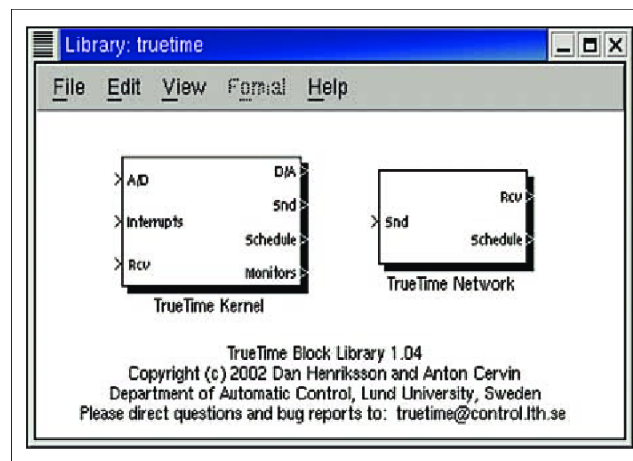 Library: truetime
File Edit View Format Help
A/D
Interrupts
Rcv
D/A
Snd
Schedule
Monitors
TrueTime Kernel
Snd
Rcv
Schedule
TrueTime Network
TrueTime Block Library 1.04
Copyright (c) 2002 Dan Henriksson and Anton Cervin
Department of Automatic Control, Lund University, Sweden
Please direct questions and bug reports to: truetime@control.lth.se